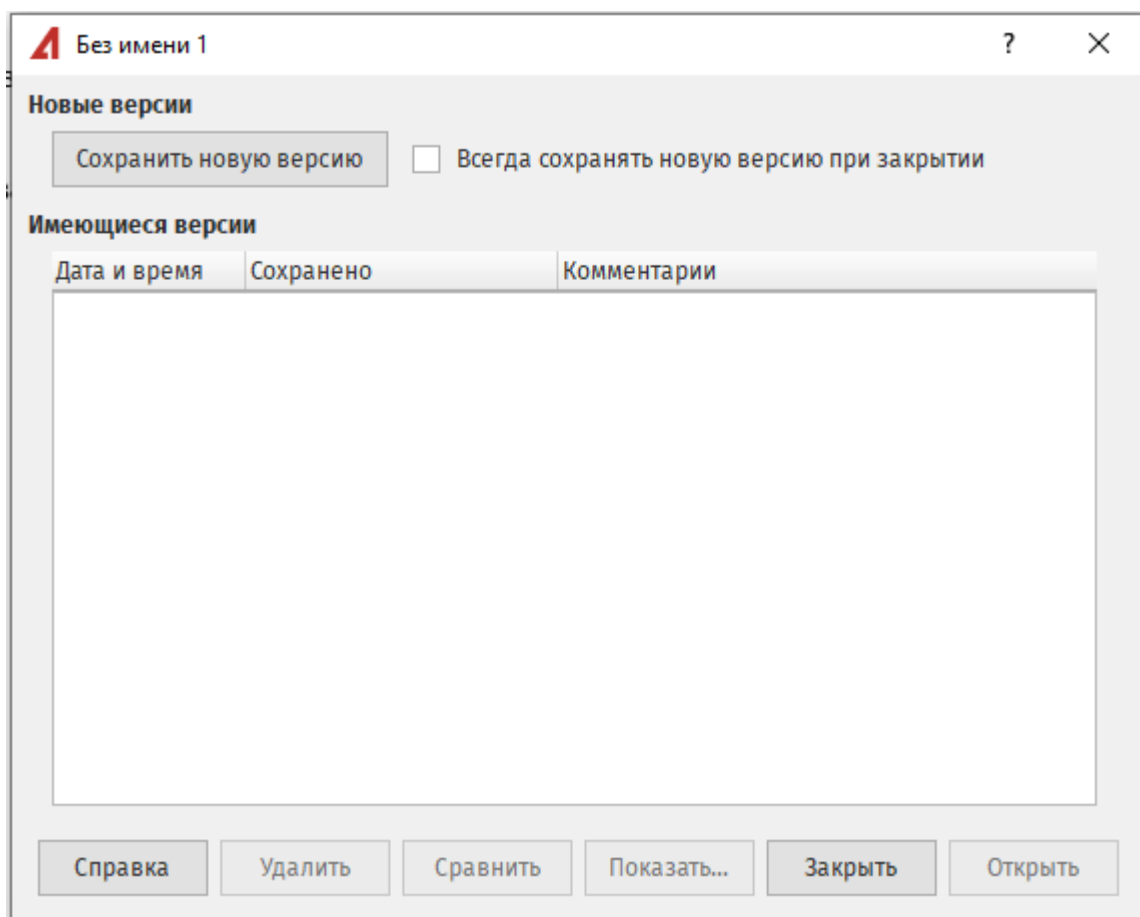 Без имени 1
Новые версии
Сохранить новую версию Всегда сохранять новую версию при закрытии
Имеющиеся версии
Дата и время Сохранено Комментарии
Справка Удалить Сравнить Показать... Закрыть Открыть